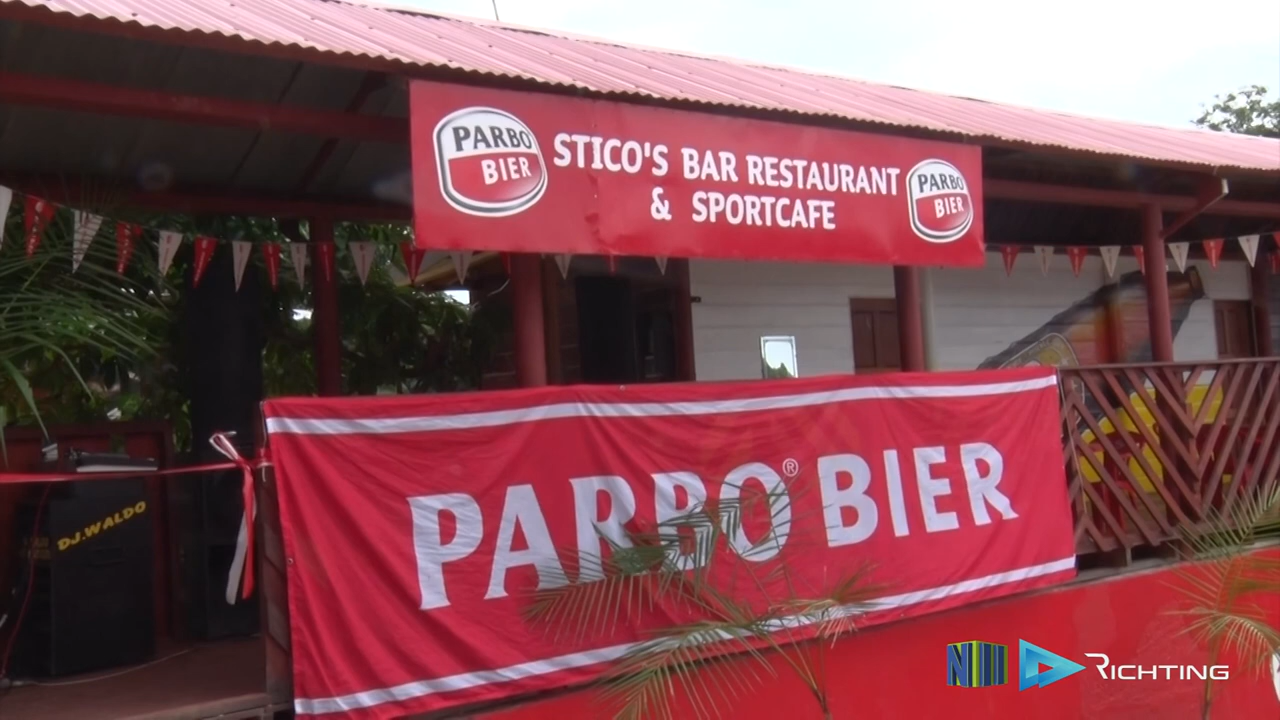 PARBO
BIER
STICO'S BAR RESTAURANT
& SPORTCAFE
PARBO
BIER
PARBO® BIER
DJ.WALDO
RICHTING